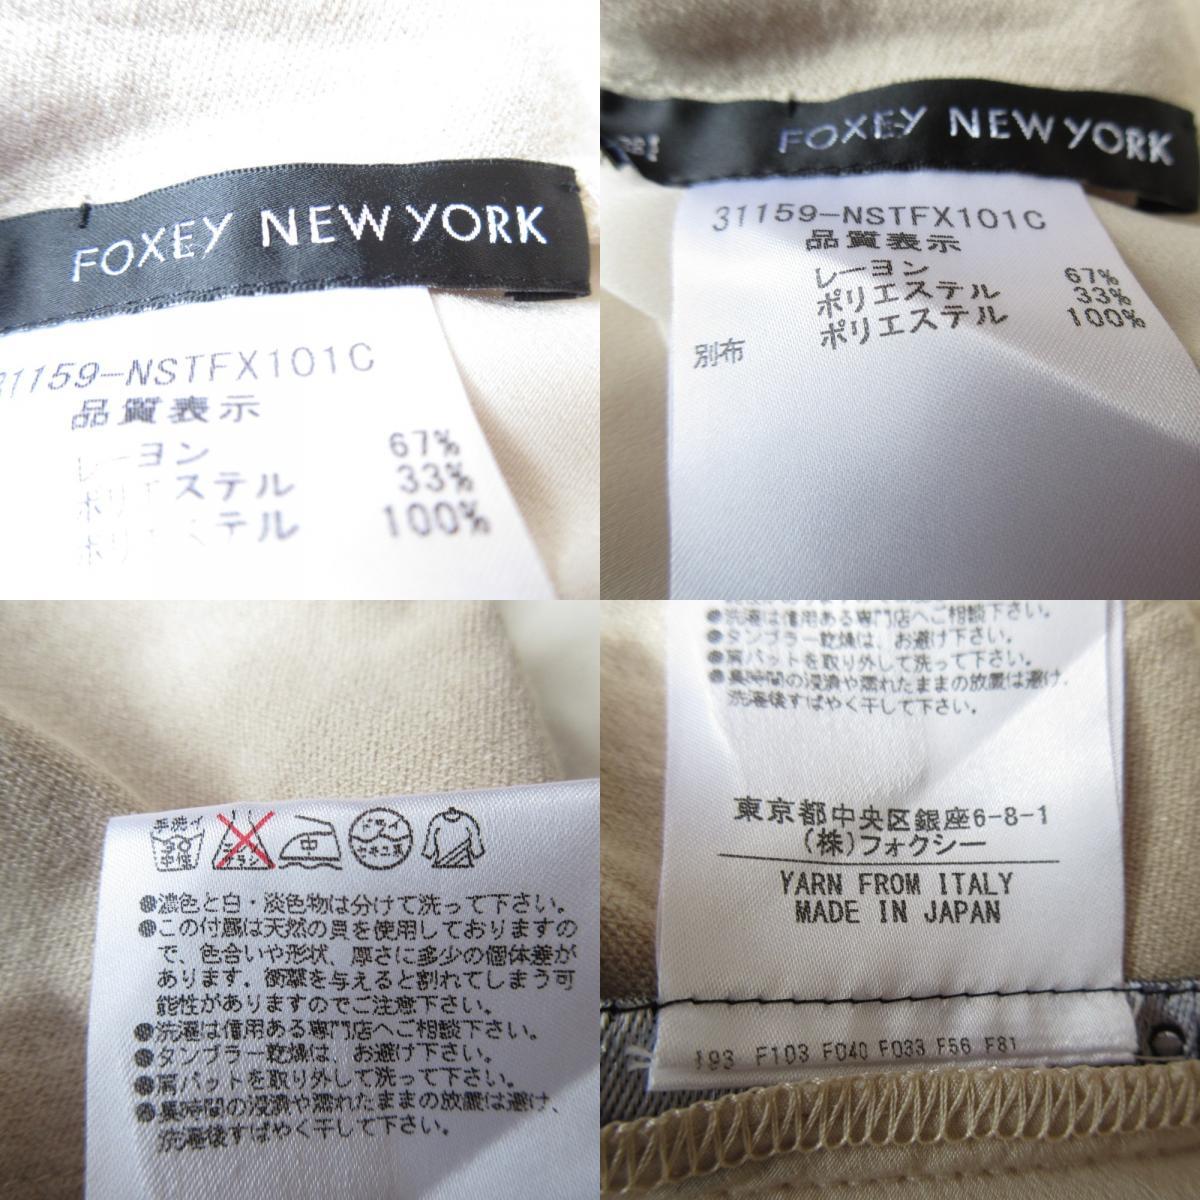 FOXEY NEW YORK
31159-NSTFX101C
品質表示
レーヨン 67%
ポリエステル 33%
ポリエステル 100%
FOXEY NEW YORK
31159-NSTFX101C
品質表示
レーヨン 67%
ポリエステル 33%
ポリエステル 100%
別布
手洗イ
中性
●濃色と白・淡色物は分けて洗って下さい。
●この付属は天然の貝を使用しておりますの
で、色合いや形状、厚さに多少の個体差が
あります。衝撃を与えると割れてしまう可
能性がありますのでご注意下さい。
●洗濯は信用ある専門店へご相談下さい。
●タンブラー乾燥は、お避け下さい。
●肩パットを取り外して洗って下さい。
●長時間の浸漬や濡れたままの放置は避け、
洗濯後すばやく干して下さい。
●洗濯は信用ある専門店へご相談下さい。
●タンブラー乾燥は、お避け下さい。
●肩パットを取り外して洗って下さい。
●長時間の浸漬や濡れたままの放置は避け、
洗濯後すばやく干して下さい。
東京都中央区銀座6-8-1
(株)フォクシー
YARN FROM ITALY
MADE IN JAPAN
193 F103 F040 F033 F56 F81